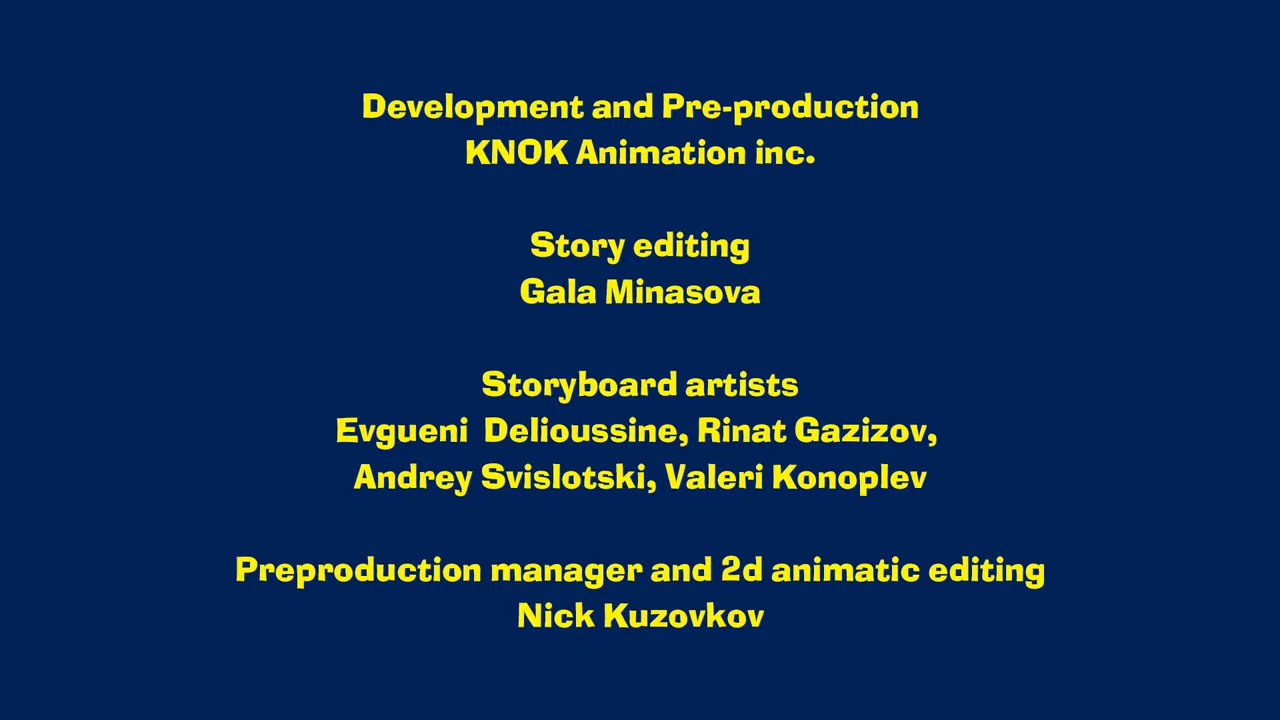 Development and Pre-production
KNOK Animation inc.
Story editing
Gala Minasova
Storyboard artists
Evgueni  Delioussine, Rinat Gazizov,
Andrey Svislotski, Valeri Konoplev
Preproduction manager and 2d animatic editing
Nick Kuzovkov